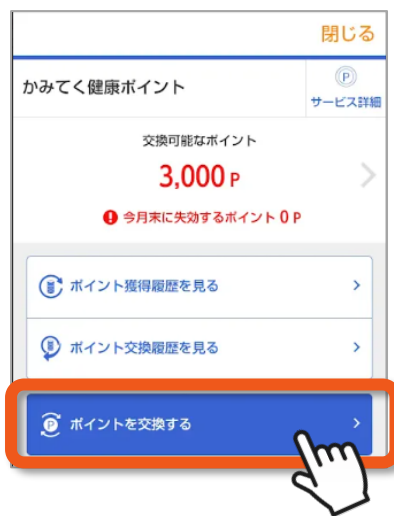 閉じる
かみてく健康ポイント
P
サービス詳細
交換可能なポイント
3,000 P
! 今月末に失効するポイント 0 P
ポイント獲得履歴を見る
ポイント交換履歴を見る
P
ポイントを交換する